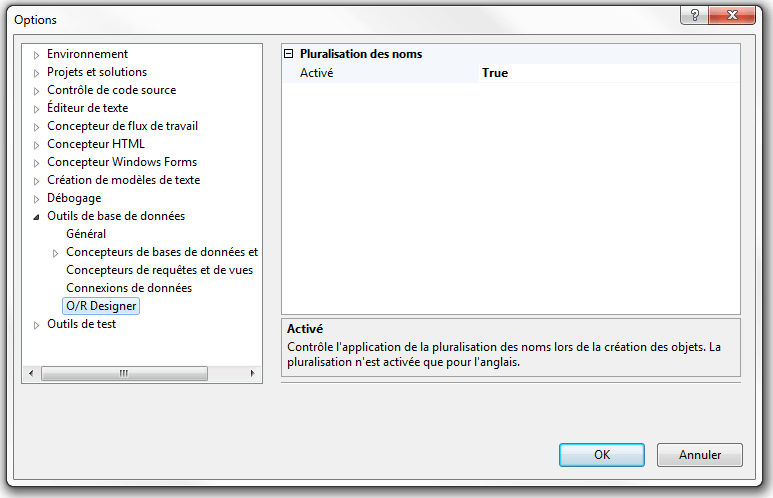 Options
Environnement
Projets et solutions
Contrôle de code source
Éditeur de texte
Concepteur de flux de travail
Concepteur HTML
Concepteur Windows Forms
Création de modèles de texte
Débogage
Outils de base de données
Général
Concepteurs de bases de données et
Concepteurs de requêtes et de vues
Connexions de données
O/R Designer
Outils de test
Pluralisation des noms
Activé True
Activé
Contrôle l'application de la pluralisation des noms lors de la création des objets. La
pluralisation n'est activée que pour l'anglais.
OK Annuler